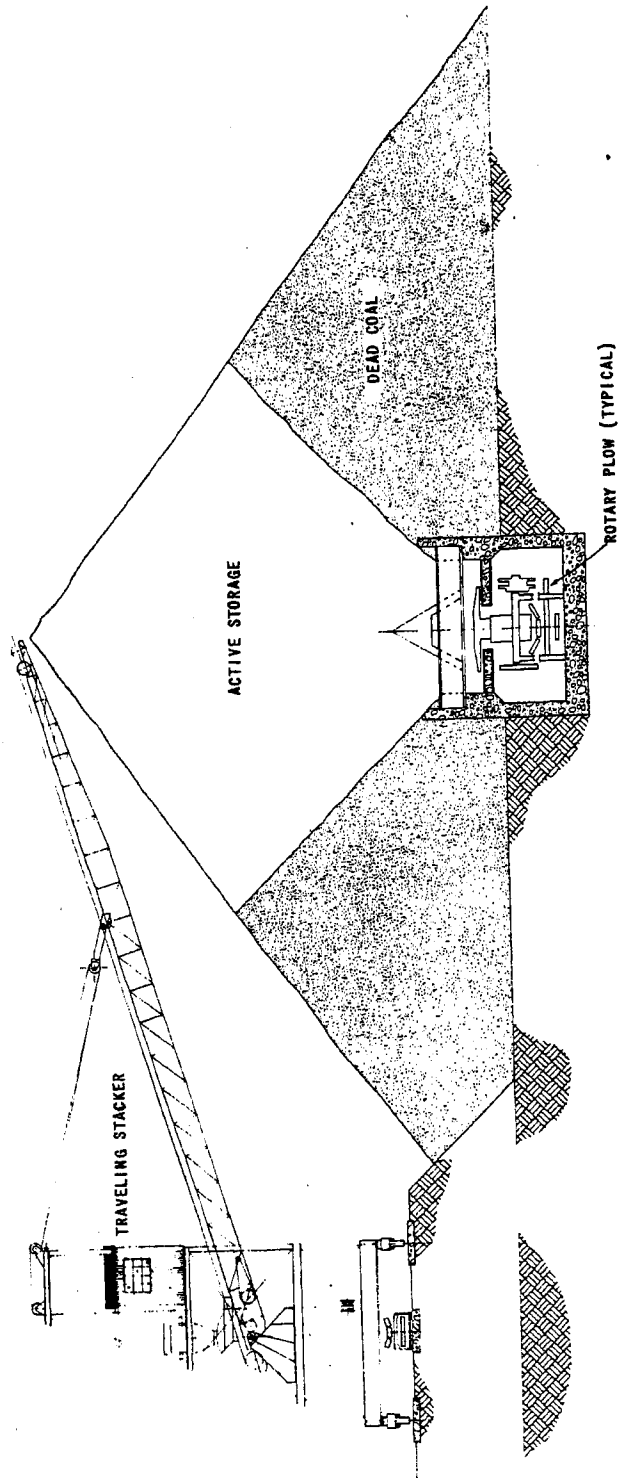 TRAVELING STACKER
ACTIVE STORAGE
DEAD COAL
ROTARY PLOW (TYPICAL)